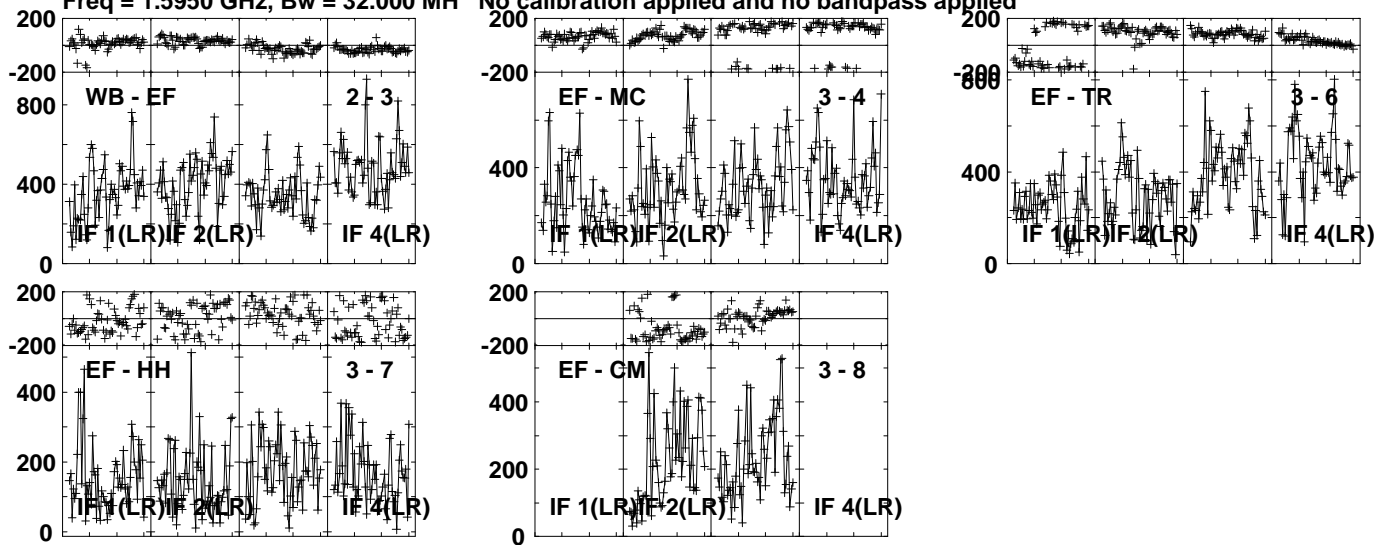 Freq = 1.5950 GHz, Bw = 32.000 MH No calibration applied and no bandpass applied
200
-200
800
400
0
WB - EF 2 - 3
IF 1(LR) IF 2(LR) IF 4(LR)
200
-200
400
0
EF - MC 3 - 4
IF 1(LR) IF 2(LR) IF 4(LR)
200
-200
800
400
0
EF - TR 3 - 6
IF 1(LR) IF 2(LR) IF 4(LR)
200
-200
400
200
0
EF - HH 3 - 7
IF 1(LR) IF 2(LR) IF 4(LR)
200
-200
400
200
0
EF - CM 3 - 8
IF 1(LR) IF 2(LR) IF 4(LR)